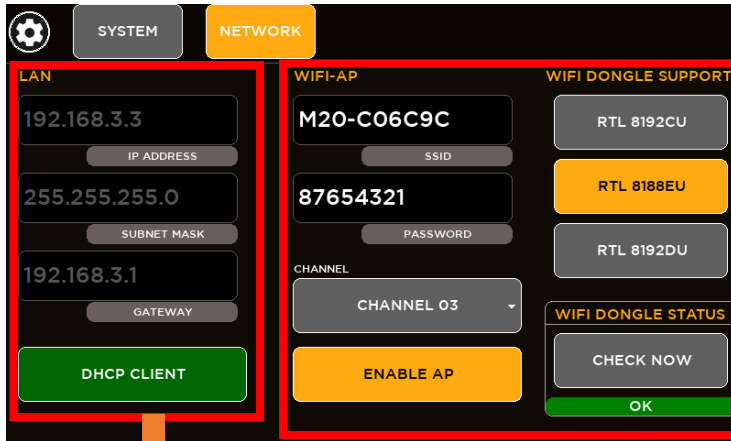 SYSTEM
NETWORK
LAN
192.168.3.3
IP ADDRESS
255.255.255.0
SUBNET MASK
192.168.3.1
GATEWAY
DHCP CLIENT
WIFI-AP
M20-C06C9C
SSID
87654321
PASSWORD
CHANNEL
CHANNEL 03
ENABLE AP
WIFI DONGLE SUPPORT
RTL 8192CU
RTL 8188EU
RTL 8192DU
WIFI DONGLE STATUS
CHECK NOW
OK